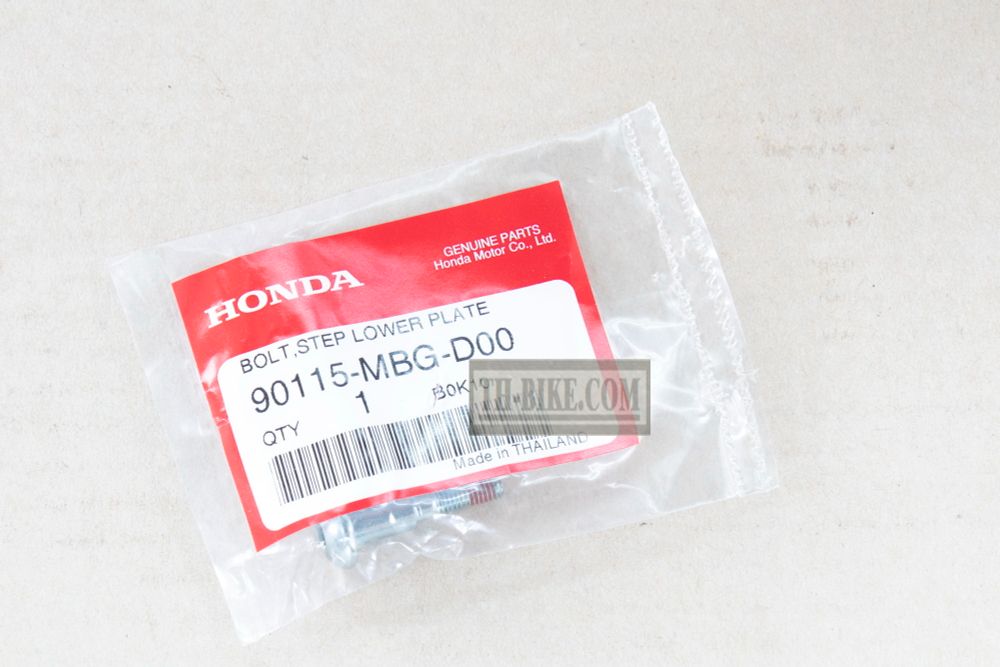 GENUINE PARTS
Honda Motor Co., Ltd.
HONDA
BOLT,STEP LOWER PLATE
90115-MBG-D00
QTY 1
TH-BIKE.COM
Made in THAILAND